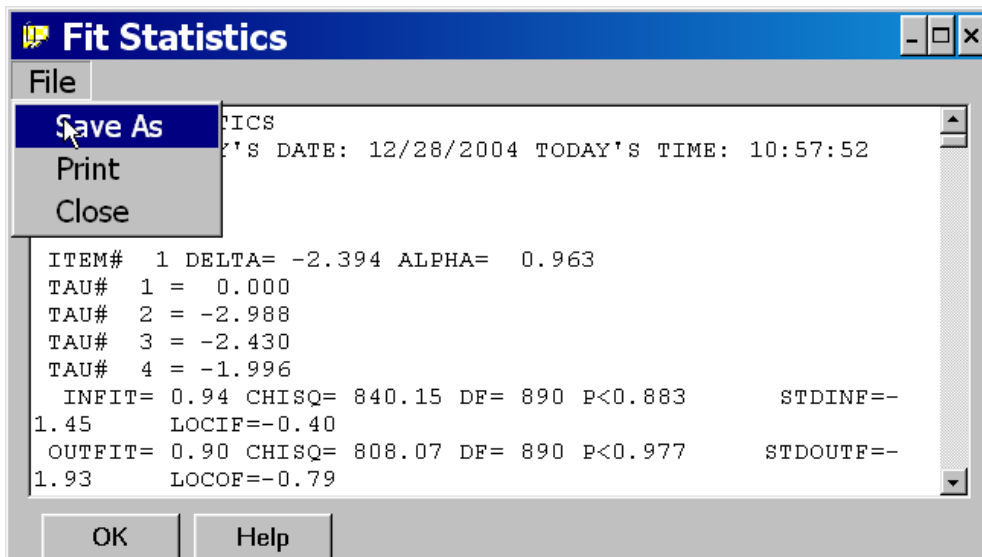 Fit Statistics
File
Save As
Print
Close
TICS
'S DATE: 12/28/2004 TODAY'S TIME: 10:57:52
ITEM#  1 DELTA= -2.394 ALPHA=  0.963
TAU#  1 =  0.000
TAU#  2 = -2.988
TAU#  3 = -2.430
TAU#  4 = -1.996
INFIT= 0.94 CHISQ= 840.15 DF= 890 P<0.883 STDINF=-
1.45 LOCIF=-0.40
OUTFIT= 0.90 CHISQ= 808.07 DF= 890 P<0.977 STDOUTF=-
1.93 LOCOF=-0.79
OK Help